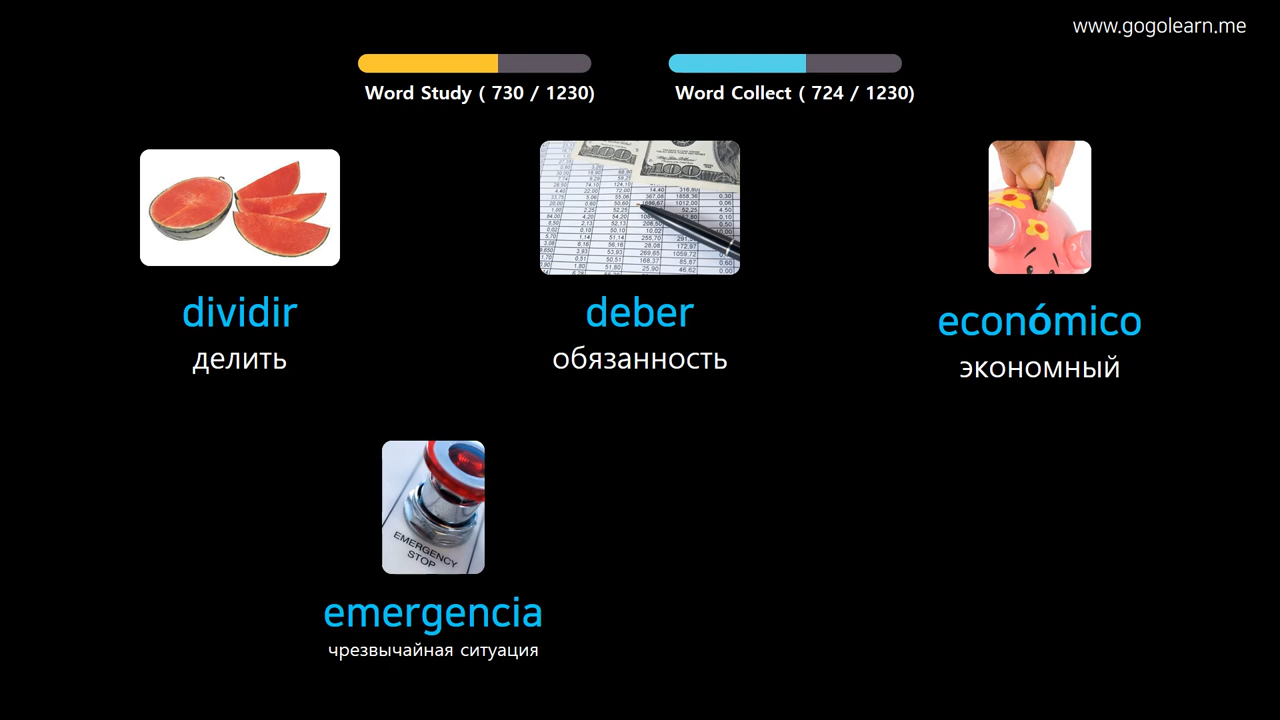 www.gogolearn.me
Word Study ( 730 / 1230)
Word Collect ( 724 / 1230)
dividir
делить
deber
обязанность
económico
экономный
EMERGENCY
STOP
emergencia
чрезвычайная ситуация